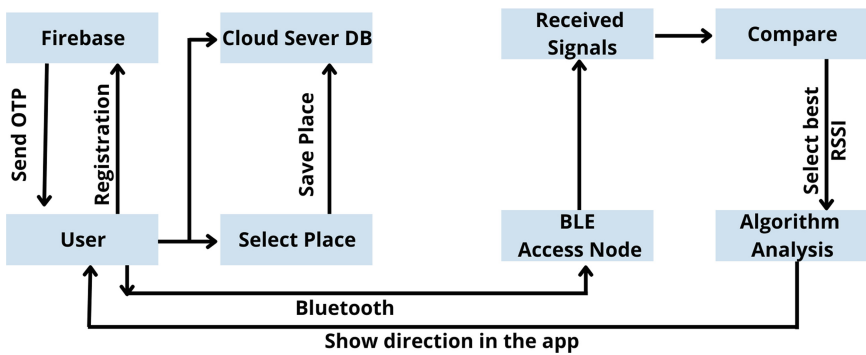 Firebase
Cloud Sever DB
Received
Signals
Compare
Send OTP
Registration
Save Place
Select best
RSSI
User
Select Place
BLE
Access Node
Algorithm
Analysis
Bluetooth
Show direction in the app